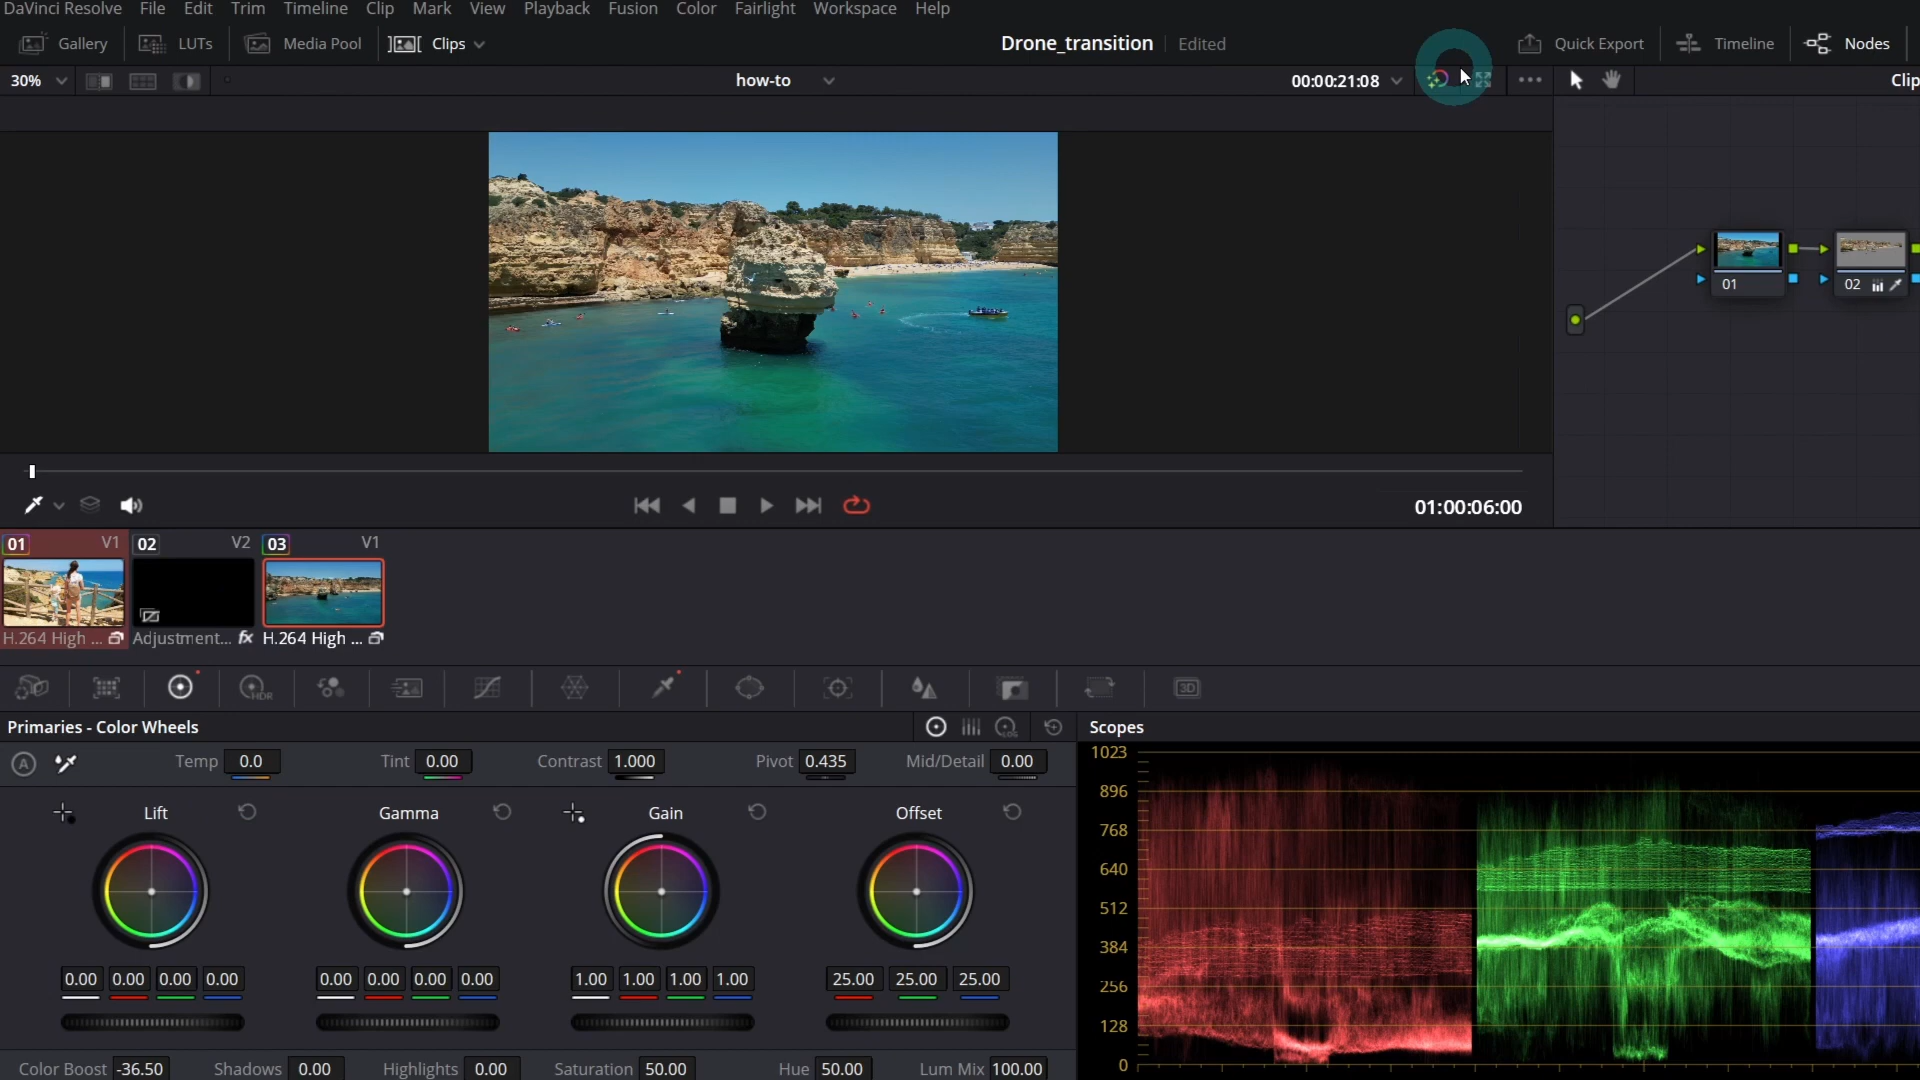 DaVinci Resolve File Edit Trim Timeline Clip Mark View Playback Fusion Color Fairlight Workspace Help
Gallery LUTs Media Pool Clips Drone_transition Edited Quick Export Timeline Nodes
30% how-to 00:00:21:08 Clip
01 02
01:00:06:00
01 V1 02 V2 03 V1
H.264 High ... Adjustment... fx H.264 High ...
HDR 3D
Primaries - Color Wheels LOG Scopes
A Temp 0.0 Tint 0.00 Contrast 1.000 Pivot 0.435 Mid/Detail 0.00
Lift Gamma Gain Offset
0.00 0.00 0.00 0.00 0.00 0.00 0.00 0.00 1.00 1.00 1.00 1.00 25.00 25.00 25.00
Color Boost -36.50 Shadows 0.00 Highlights 0.00 Saturation 50.00 Hue 50.00 Lum Mix 100.00
1023
896
768
640
512
384
256
128
0